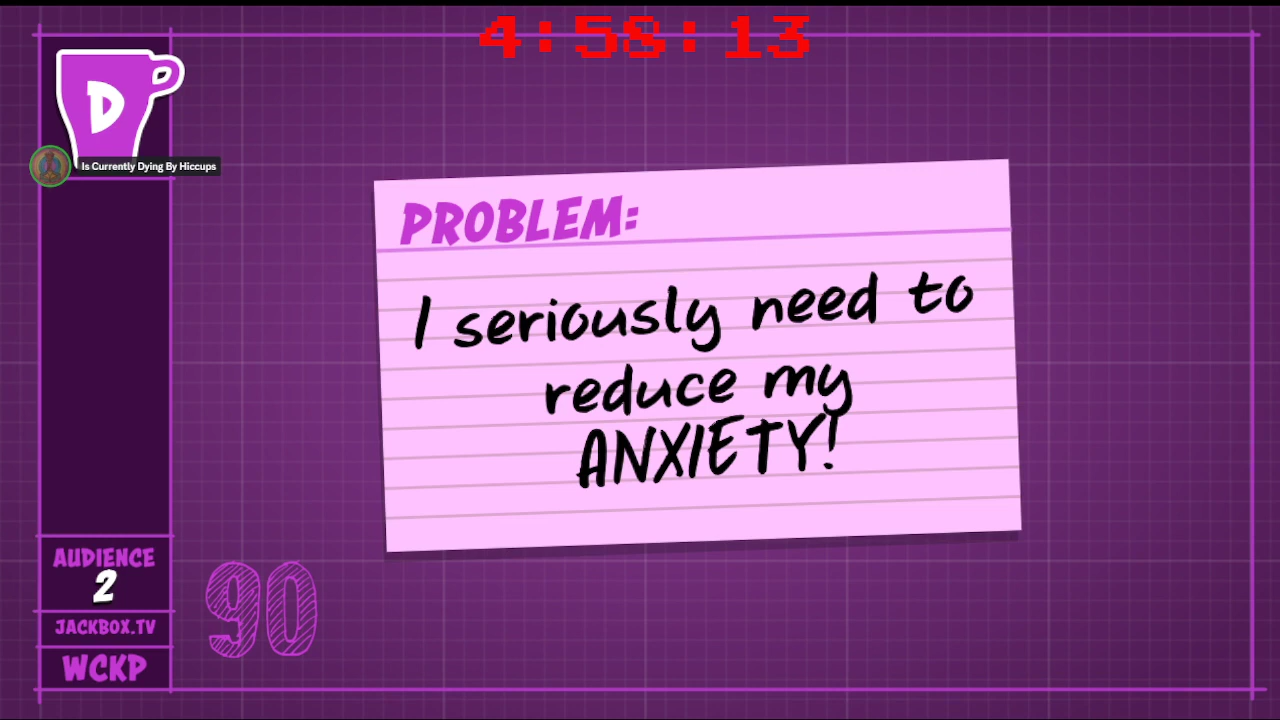 4:58:13
D
Is Currently Dying By Hiccups
PROBLEM:
I seriously need to
reduce my
ANXIETY!
AUDIENCE
2
90
JACKBOX.TV
WCKP